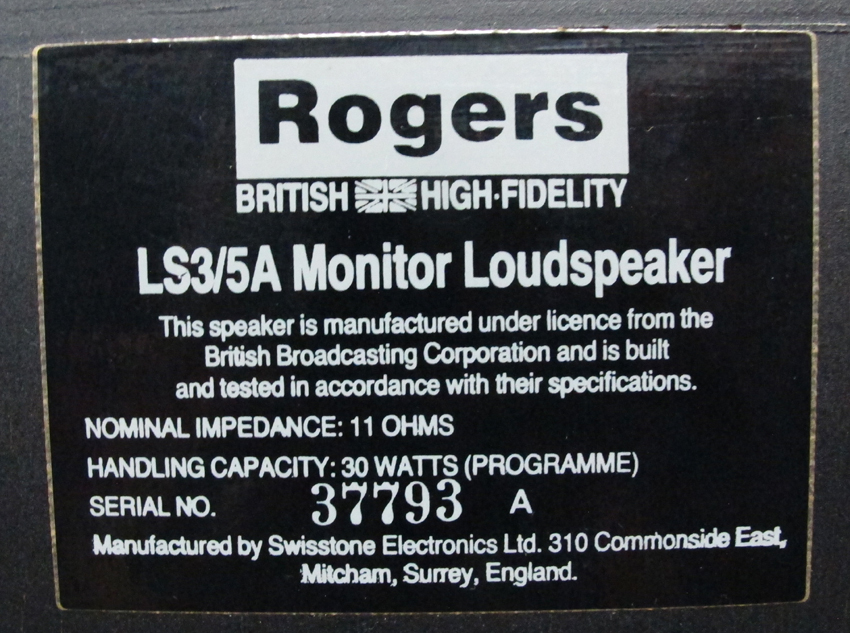 Rogers
BRITISH HIGH·FIDELITY
LS3/5A Monitor Loudspeaker
This speaker is manufactured under licence from the
British Broadcasting Corporation and is built
and tested in accordance with their specifications.
NOMINAL IMPEDANCE: 11 OHMS
HANDLING CAPACITY: 30 WATTS (PROGRAMME)
SERIAL NO. 37793 A
Manufactured by Swisstone Electronics Ltd. 310 Commonside East,
Mitcham, Surrey, England.